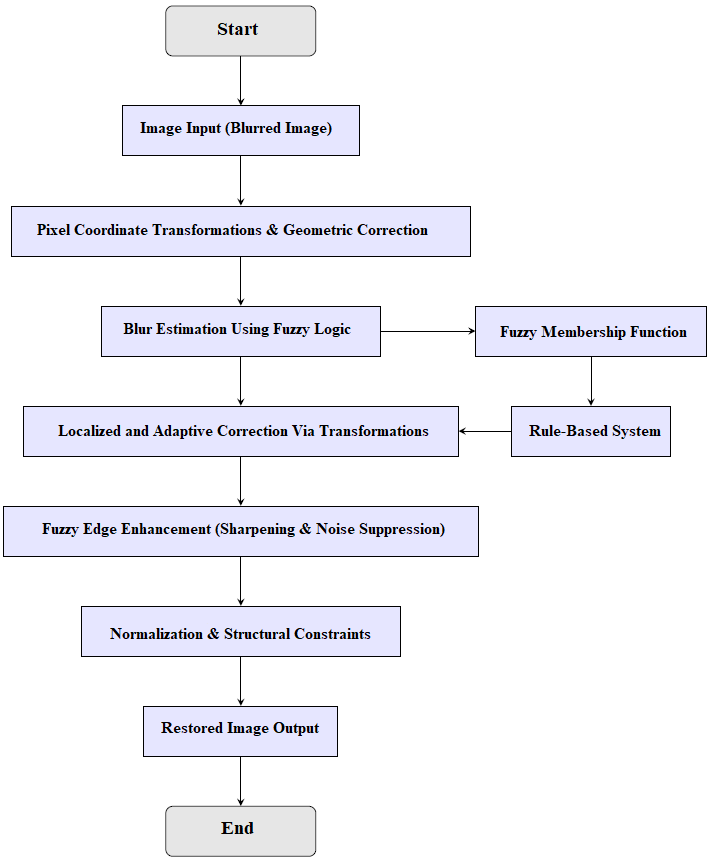 Start
Image Input (Blurred Image)
Pixel Coordinate Transformations & Geometric Correction
Blur Estimation Using Fuzzy Logic
Fuzzy Membership Function
Localized and Adaptive Correction Via Transformations
Rule-Based System
Fuzzy Edge Enhancement (Sharpening & Noise Suppression)
Normalization & Structural Constraints
Restored Image Output
End